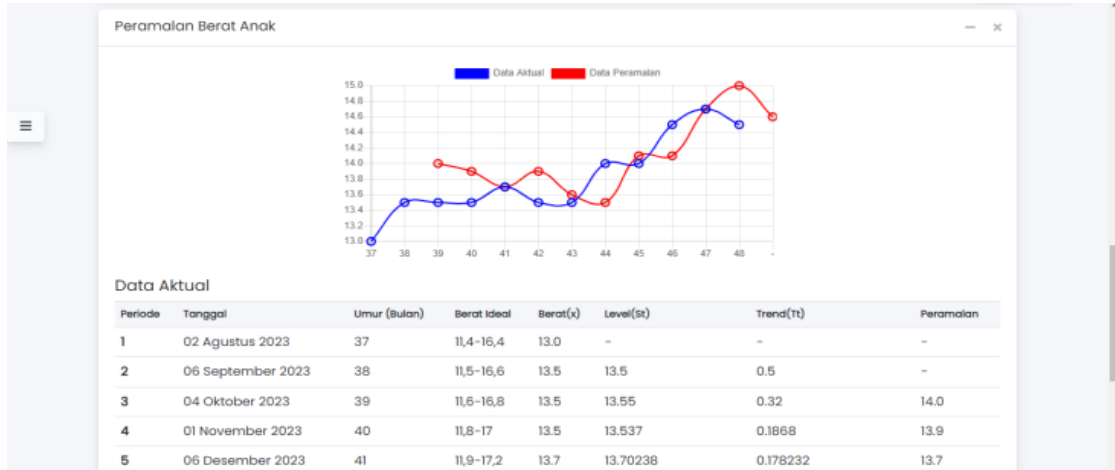 Peramalan Berat Anak
Data Aktual Data Peramalan
15.0
14.8
14.6
14.4
14.2
14.0
13.8
13.6
13.4
13.2
13.0
37 38 39 40 41 42 43 44 45 46 47 48 -
Data Aktual
Periode Tanggal Umur (Bulan) Berat Ideal Berat(x) Level(St) Trend(Tt) Peramalan
1 02 Agustus 2023 37 11,4-16,4 13.0 - - -
2 06 September 2023 38 11,5-16,6 13.5 13.5 0.5 -
3 04 Oktober 2023 39 11,6-16,8 13.5 13.55 0.32 14.0
4 01 November 2023 40 11,8-17 13.5 13.537 0.1868 13.9
5 06 Desember 2023 41 11,9-17,2 13.7 13.70238 0.178232 13.7